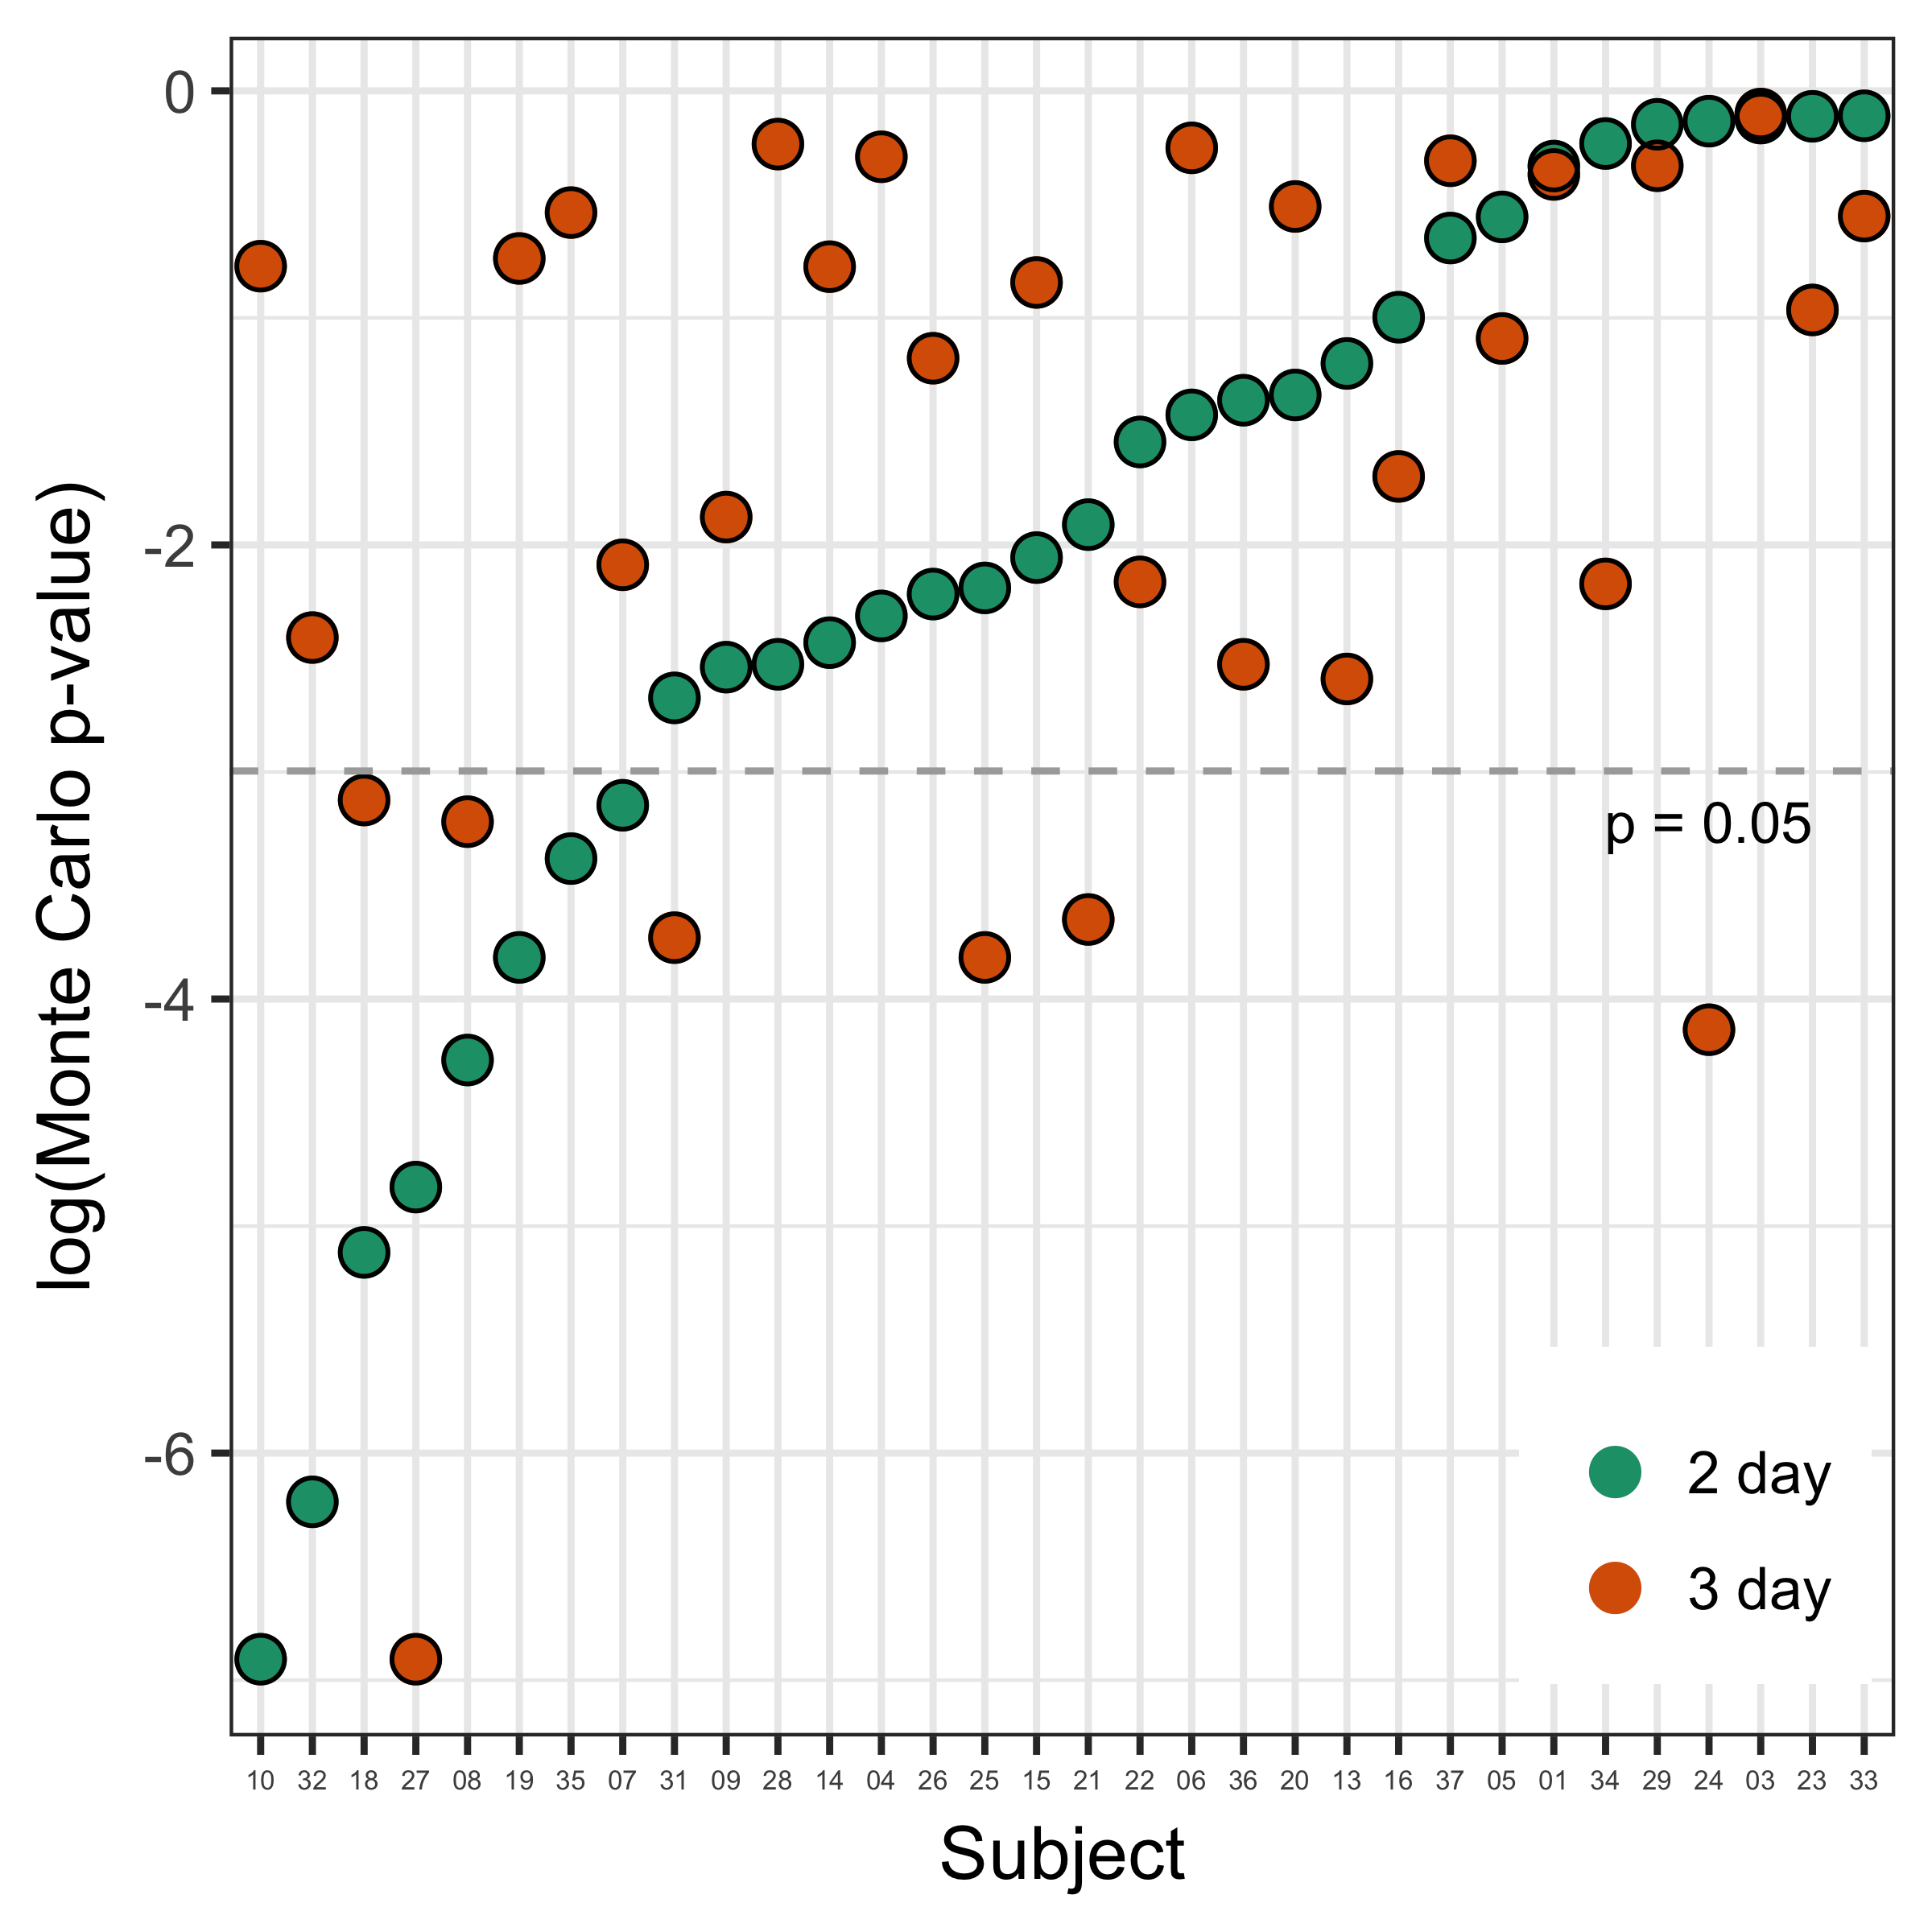 log(Monte Carlo p-value)
0
-2
-4
-6
p = 0.05
2 day
3 day
10 32 18 27 08 19 35 07 31 09 28 14 04 26 25 15 21 22 06 36 20 13 16 37 05 01 34 29 24 03 23 33
Subject